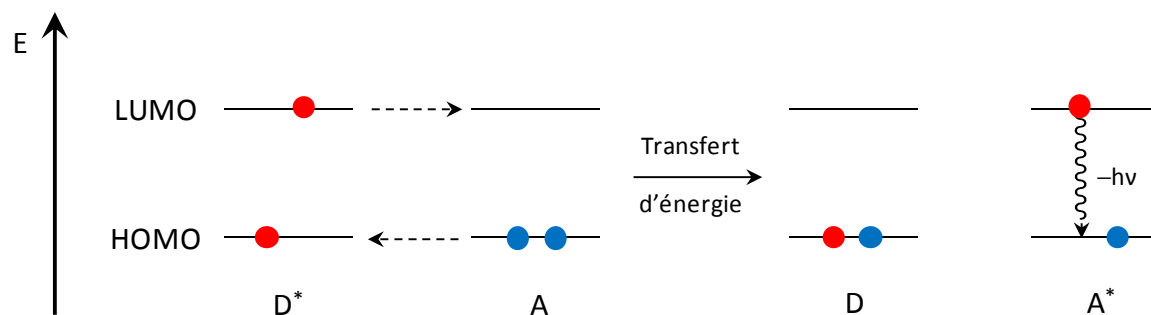 E
LUMO
HOMO
D* A
Transfert
d'énergie
D A*
–hν